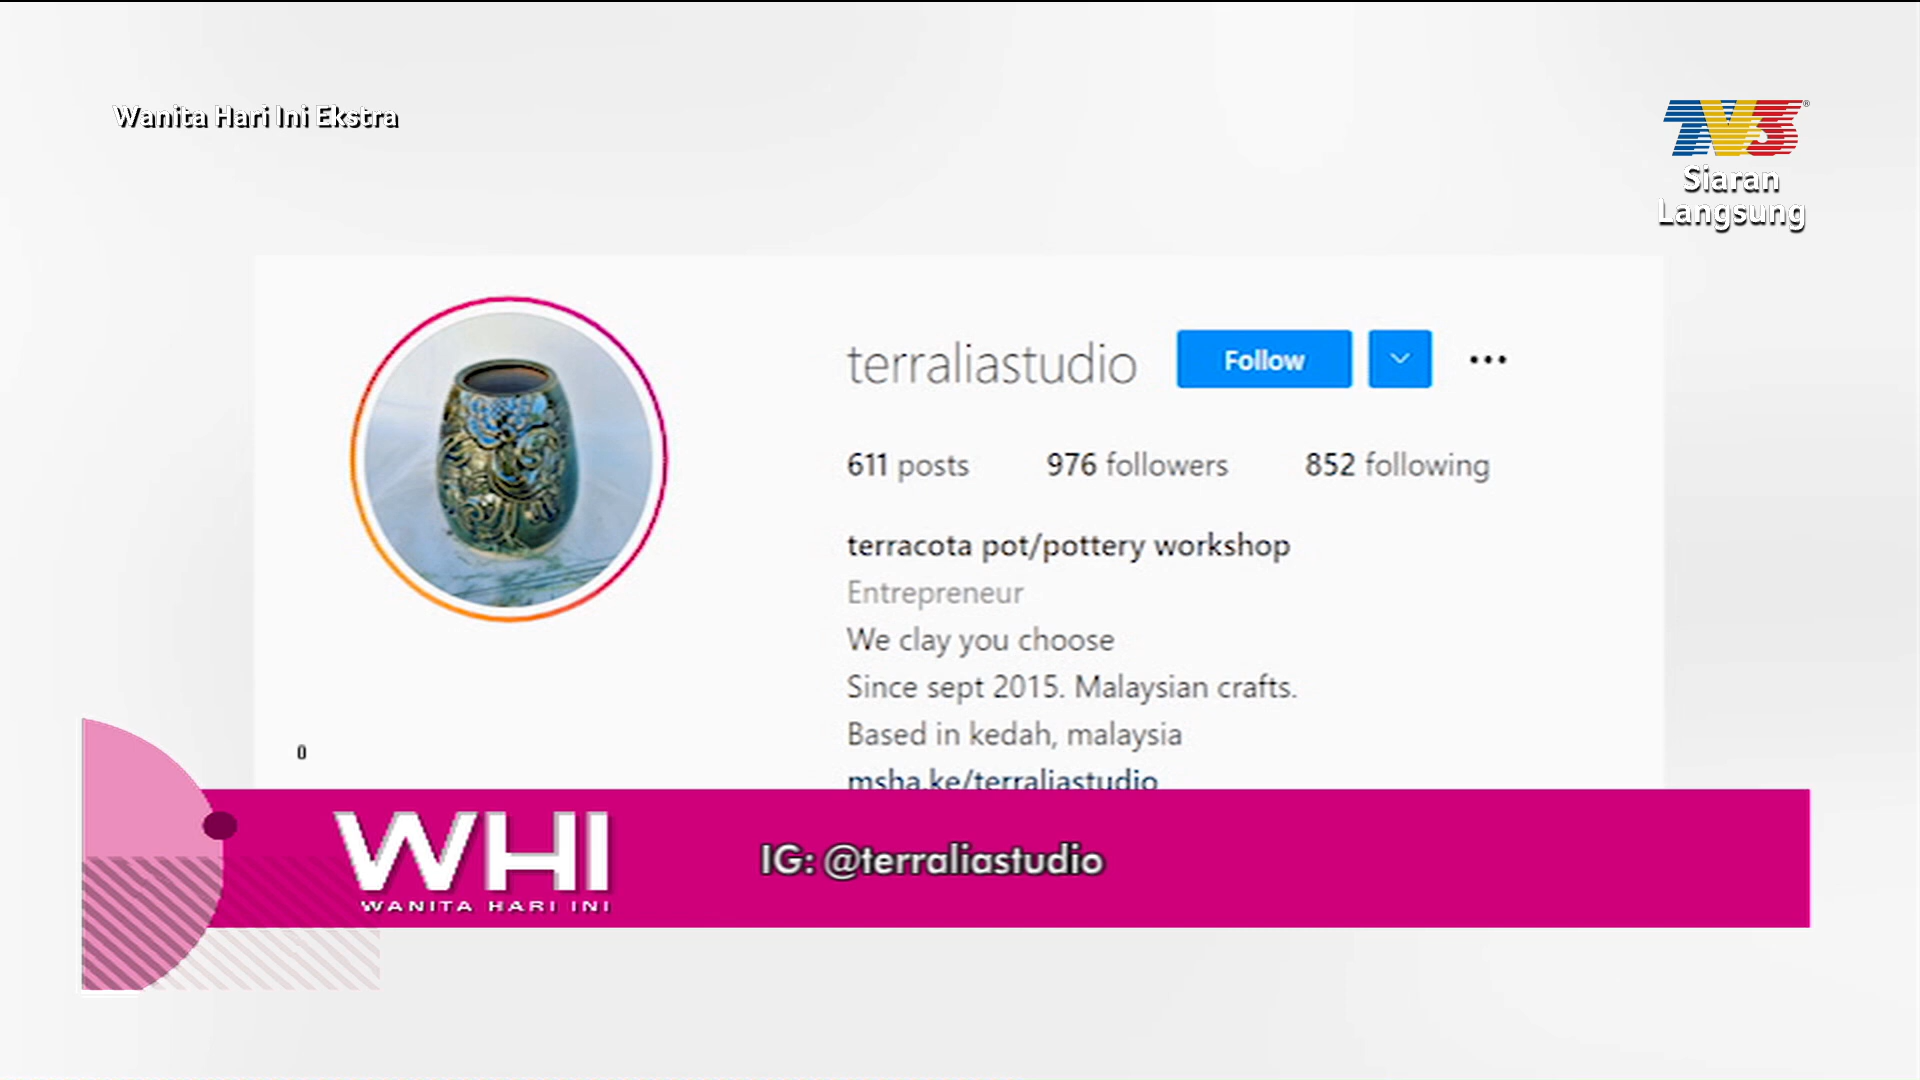 Wanita Hari Ini Ekstra
TV3
Siaran
Langsung
terraliastudio
Follow
611 posts 976 followers 852 following
terracota pot/pottery workshop
Entrepreneur
We clay you choose
Since sept 2015. Malaysian crafts.
Based in kedah, malaysia
msha.ke/terraliastudio
0
WHI
WANITA HARI INI
IG: @terraliastudio